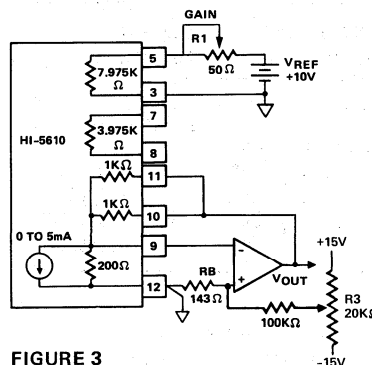 GAIN
R1
50Ω
VREF
+10V
5
7.975K
Ω
3
7
3.975K
Ω
8
HI-5610
1KΩ
11
1KΩ
10
0 TO 5mA
9
200Ω
12
RB
143Ω
-
+
VOUT
+15V
R3
20KΩ
100KΩ
-15V
FIGURE 3